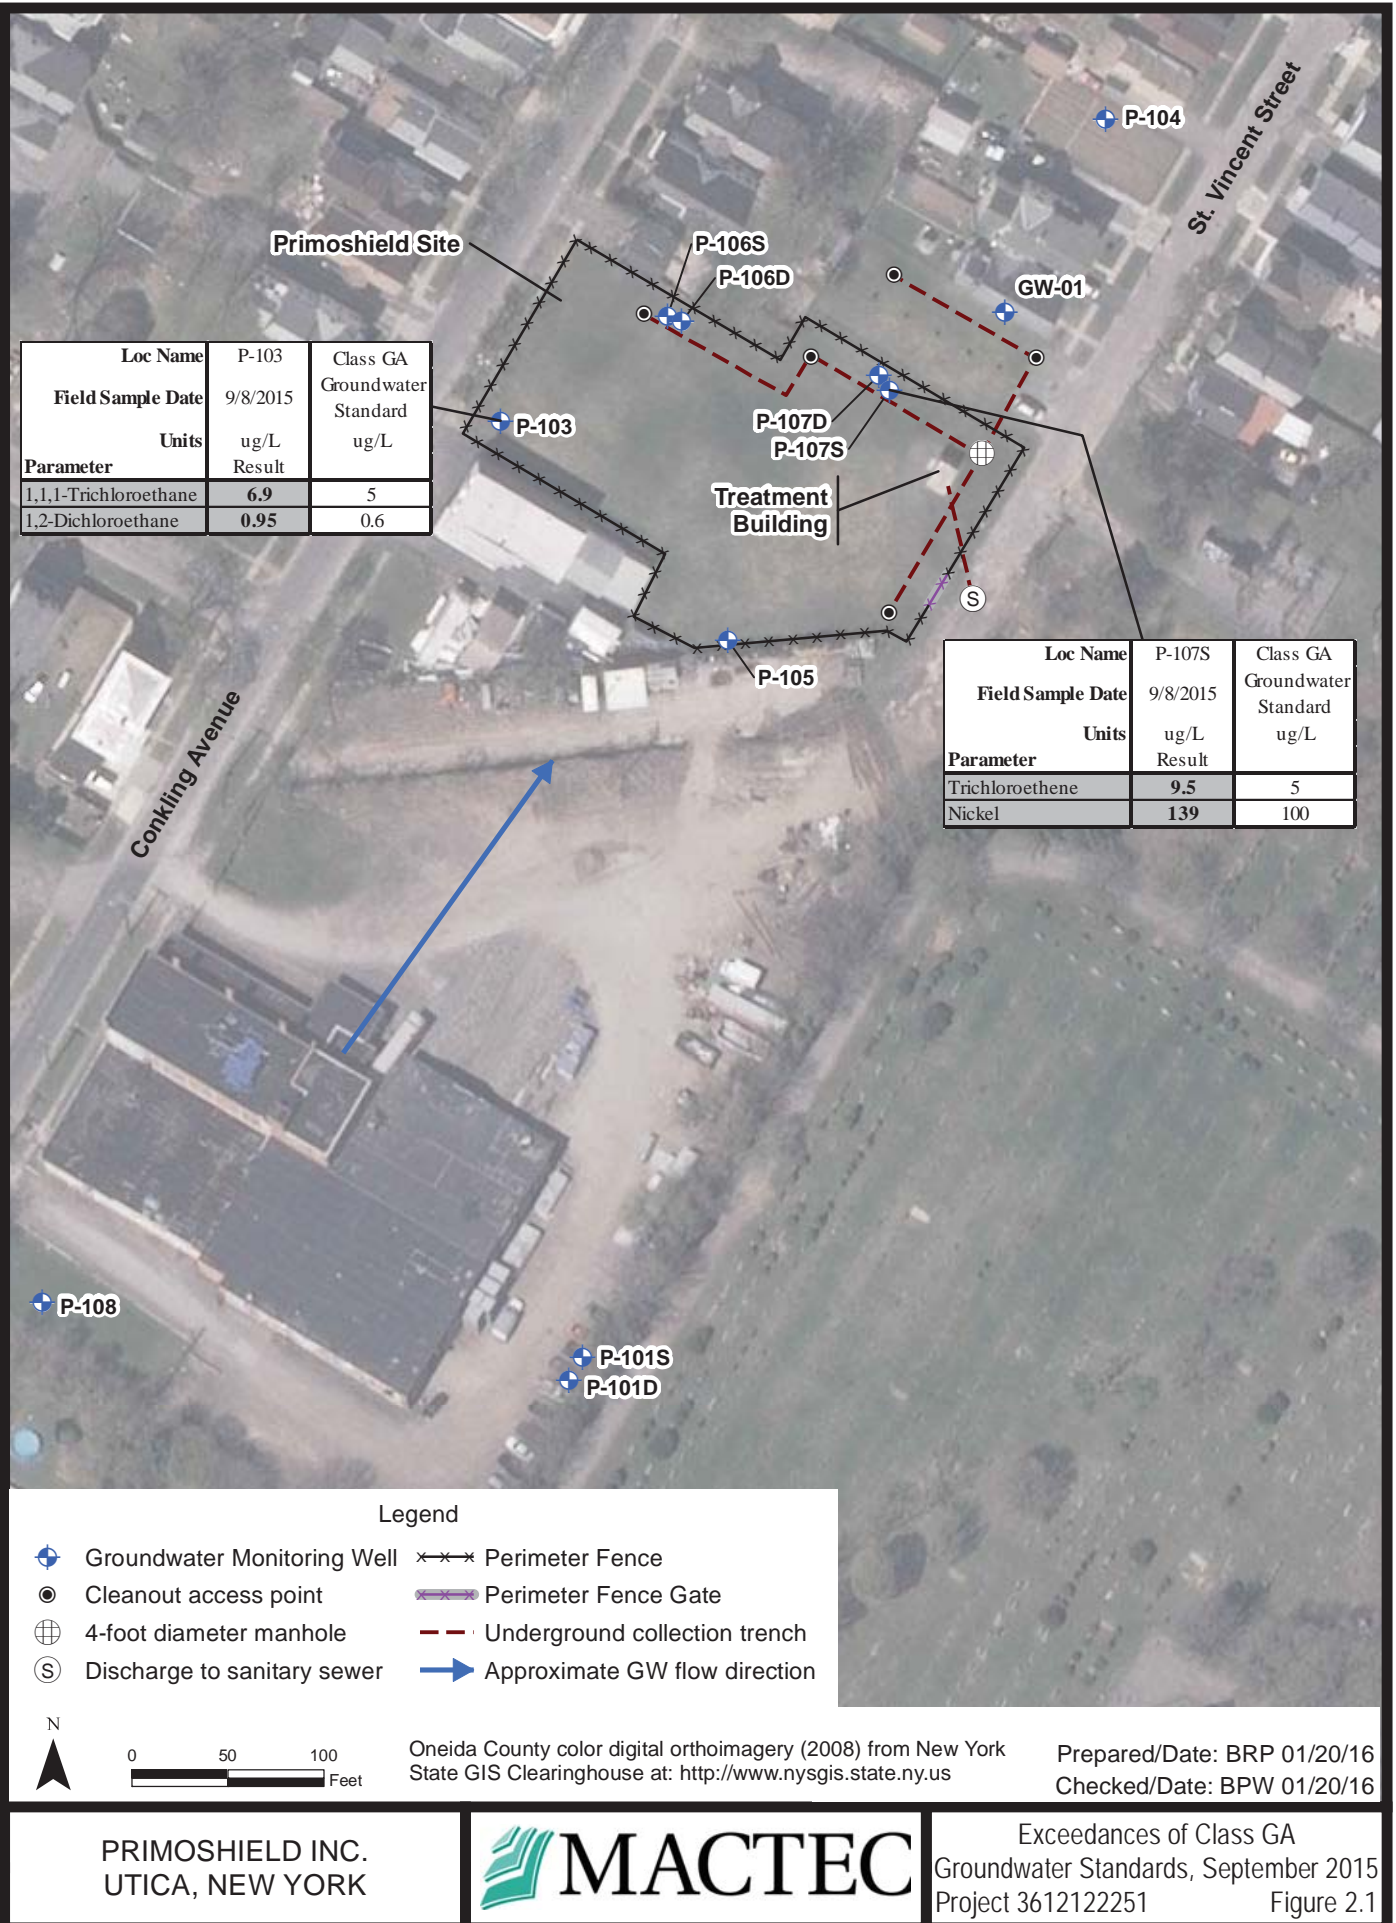 P-104
St. Vincent Street
Primoshield Site
P-106S
P-106D
GW-01
Loc Name P-103 Class GA
Groundwater
Field Sample Date 9/8/2015
Standard
Units ug/L ug/L
Parameter Result
1,1,1-Trichloroethane 6.9 5
1,2-Dichloroethane 0.95 0.6
P-103
P-107D
P-107S
Treatment
Building
S
P-105
Loc Name P-107S Class GA
Groundwater
Field Sample Date 9/8/2015
Standard
Units ug/L ug/L
Parameter Result
Trichloroethene 9.5 5
Nickel 139 100
Conkling Avenue
P-108
P-101S
P-101D
Legend
Groundwater Monitoring Well Perimeter Fence
Cleanout access point Perimeter Fence Gate
4-foot diameter manhole Underground collection trench
S Discharge to sanitary sewer Approximate GW flow direction
N
0 50 100
Feet
Oneida County color digital orthoimagery (2008) from New York
State GIS Clearinghouse at: http://www.nysgis.state.ny.us
Prepared/Date: BRP 01/20/16
Checked/Date: BPW 01/20/16
PRIMOSHIELD INC.
UTICA, NEW YORK
MACTEC
Exceedances of Class GA
Groundwater Standards, September 2015
Project 3612122251 Figure 2.1